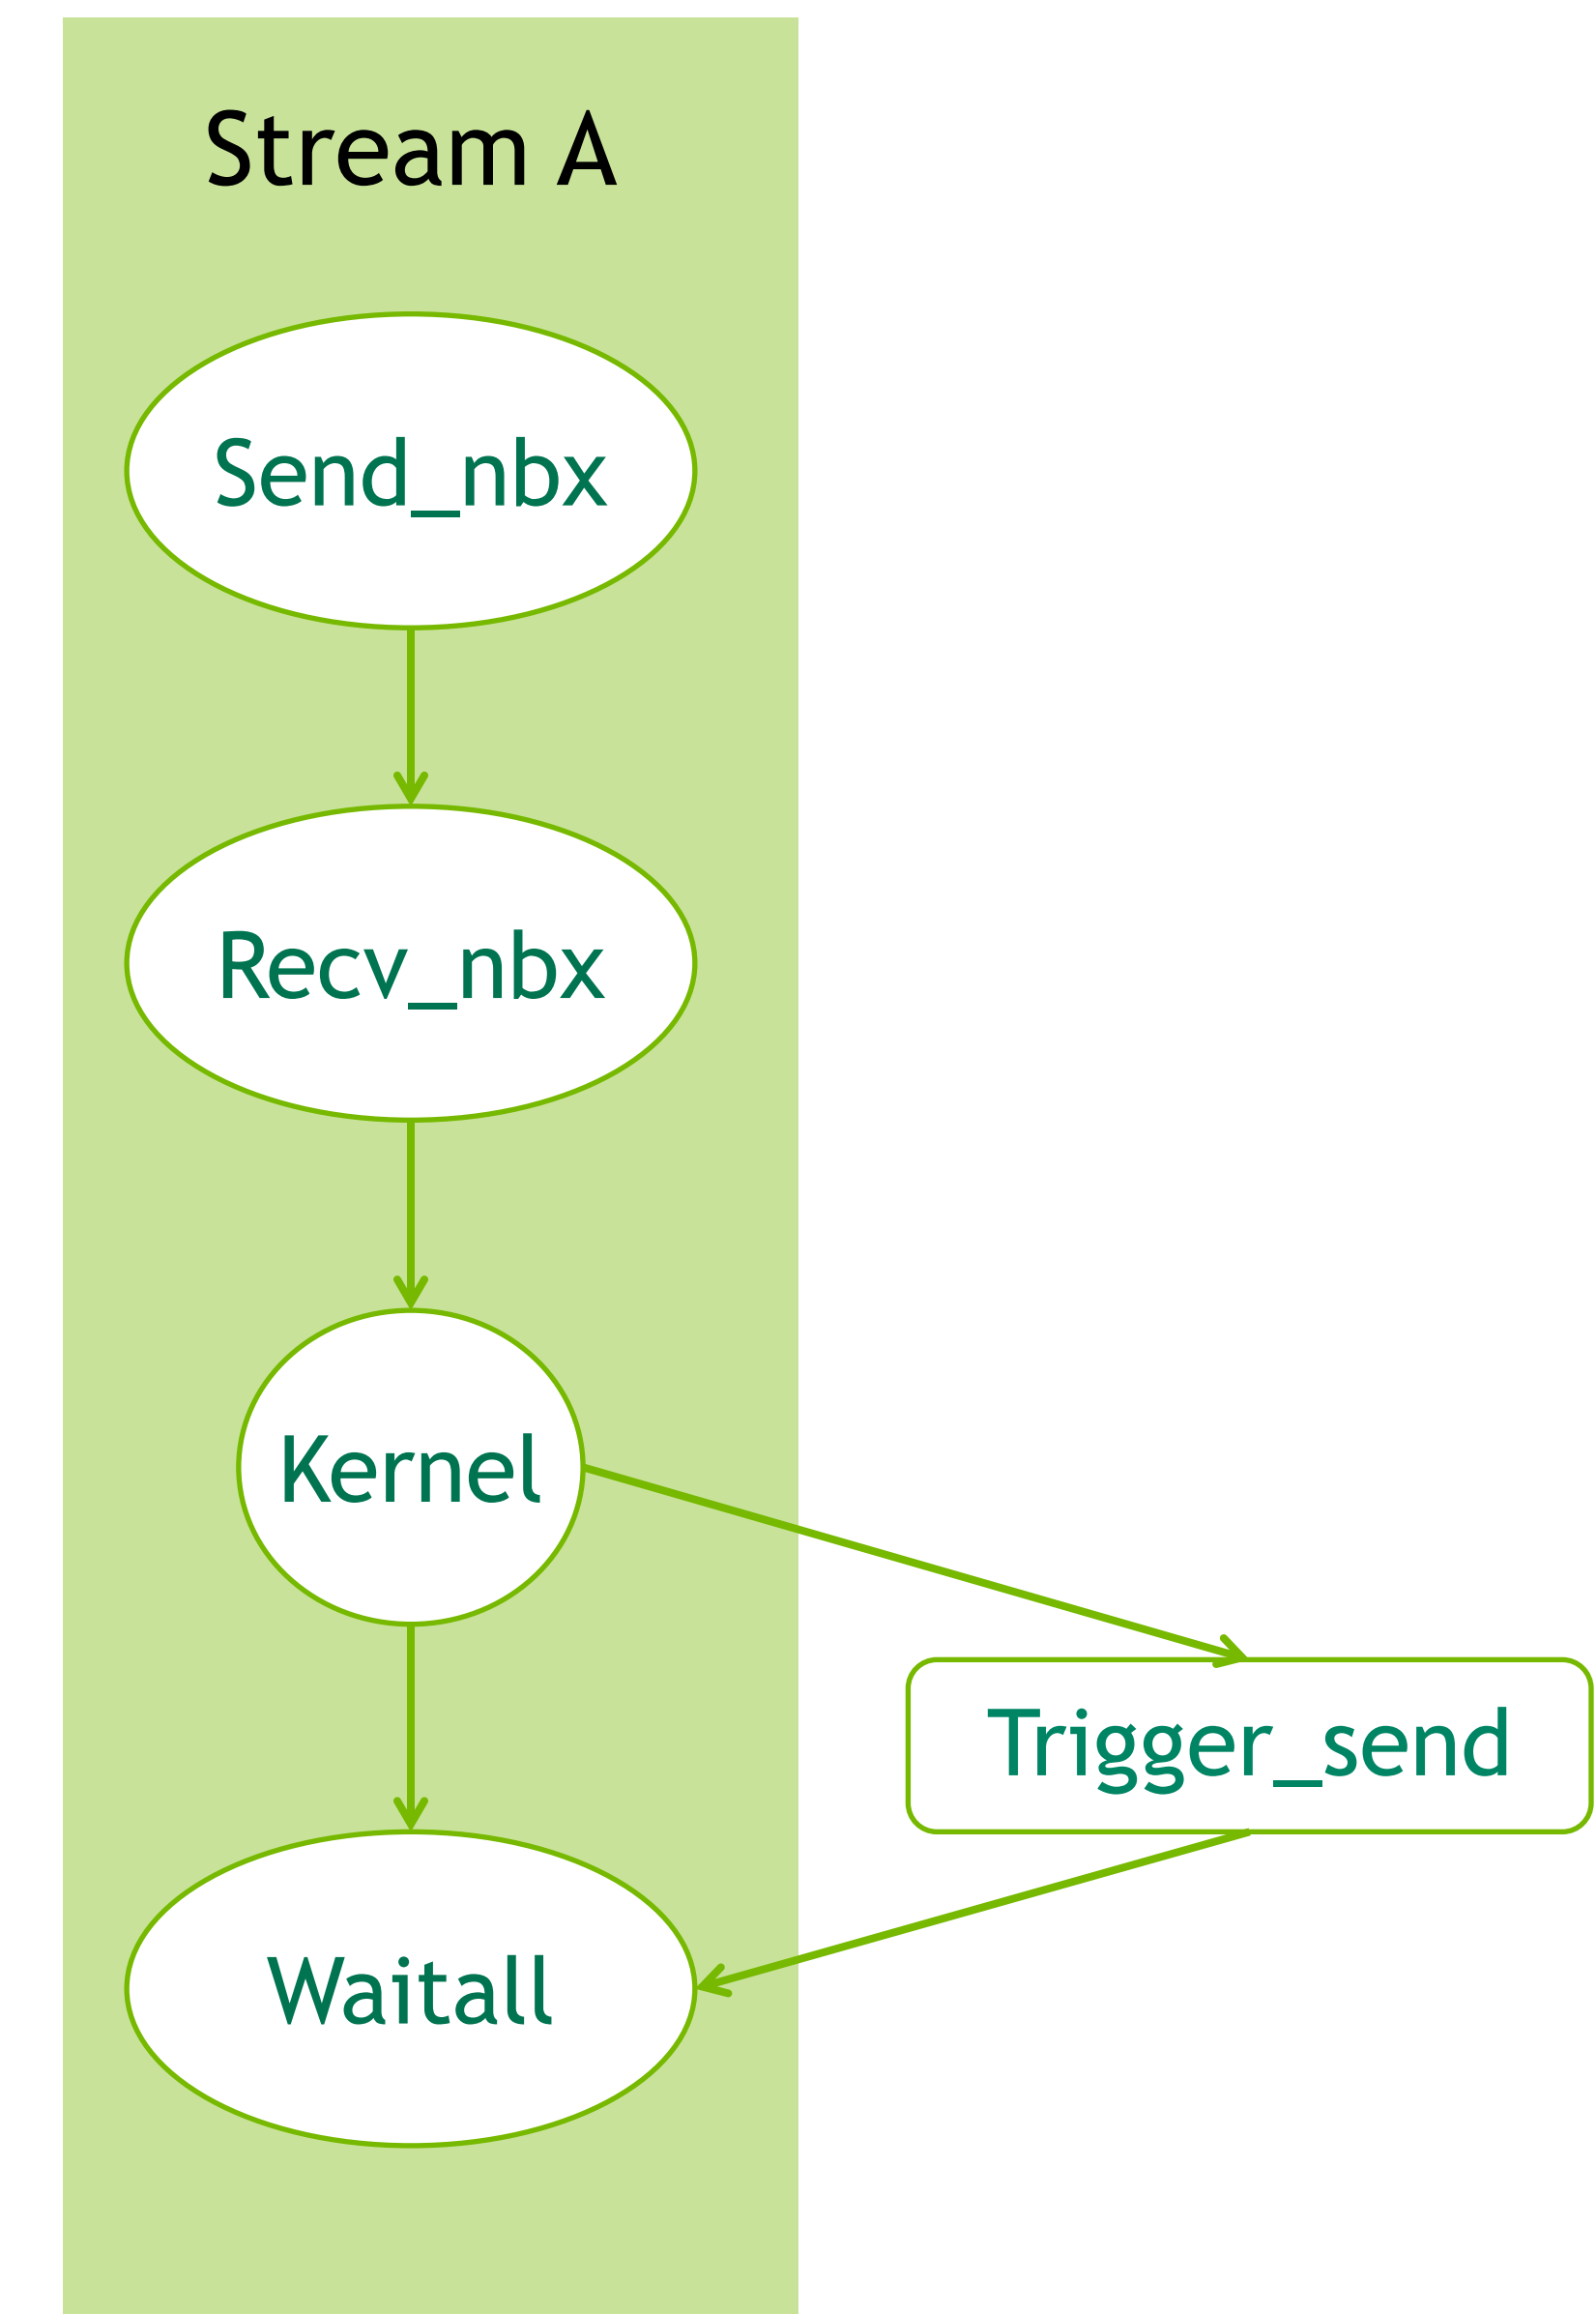 Stream A
Send_nbx
Recv_nbx
Kernel
Trigger_send
Waitall